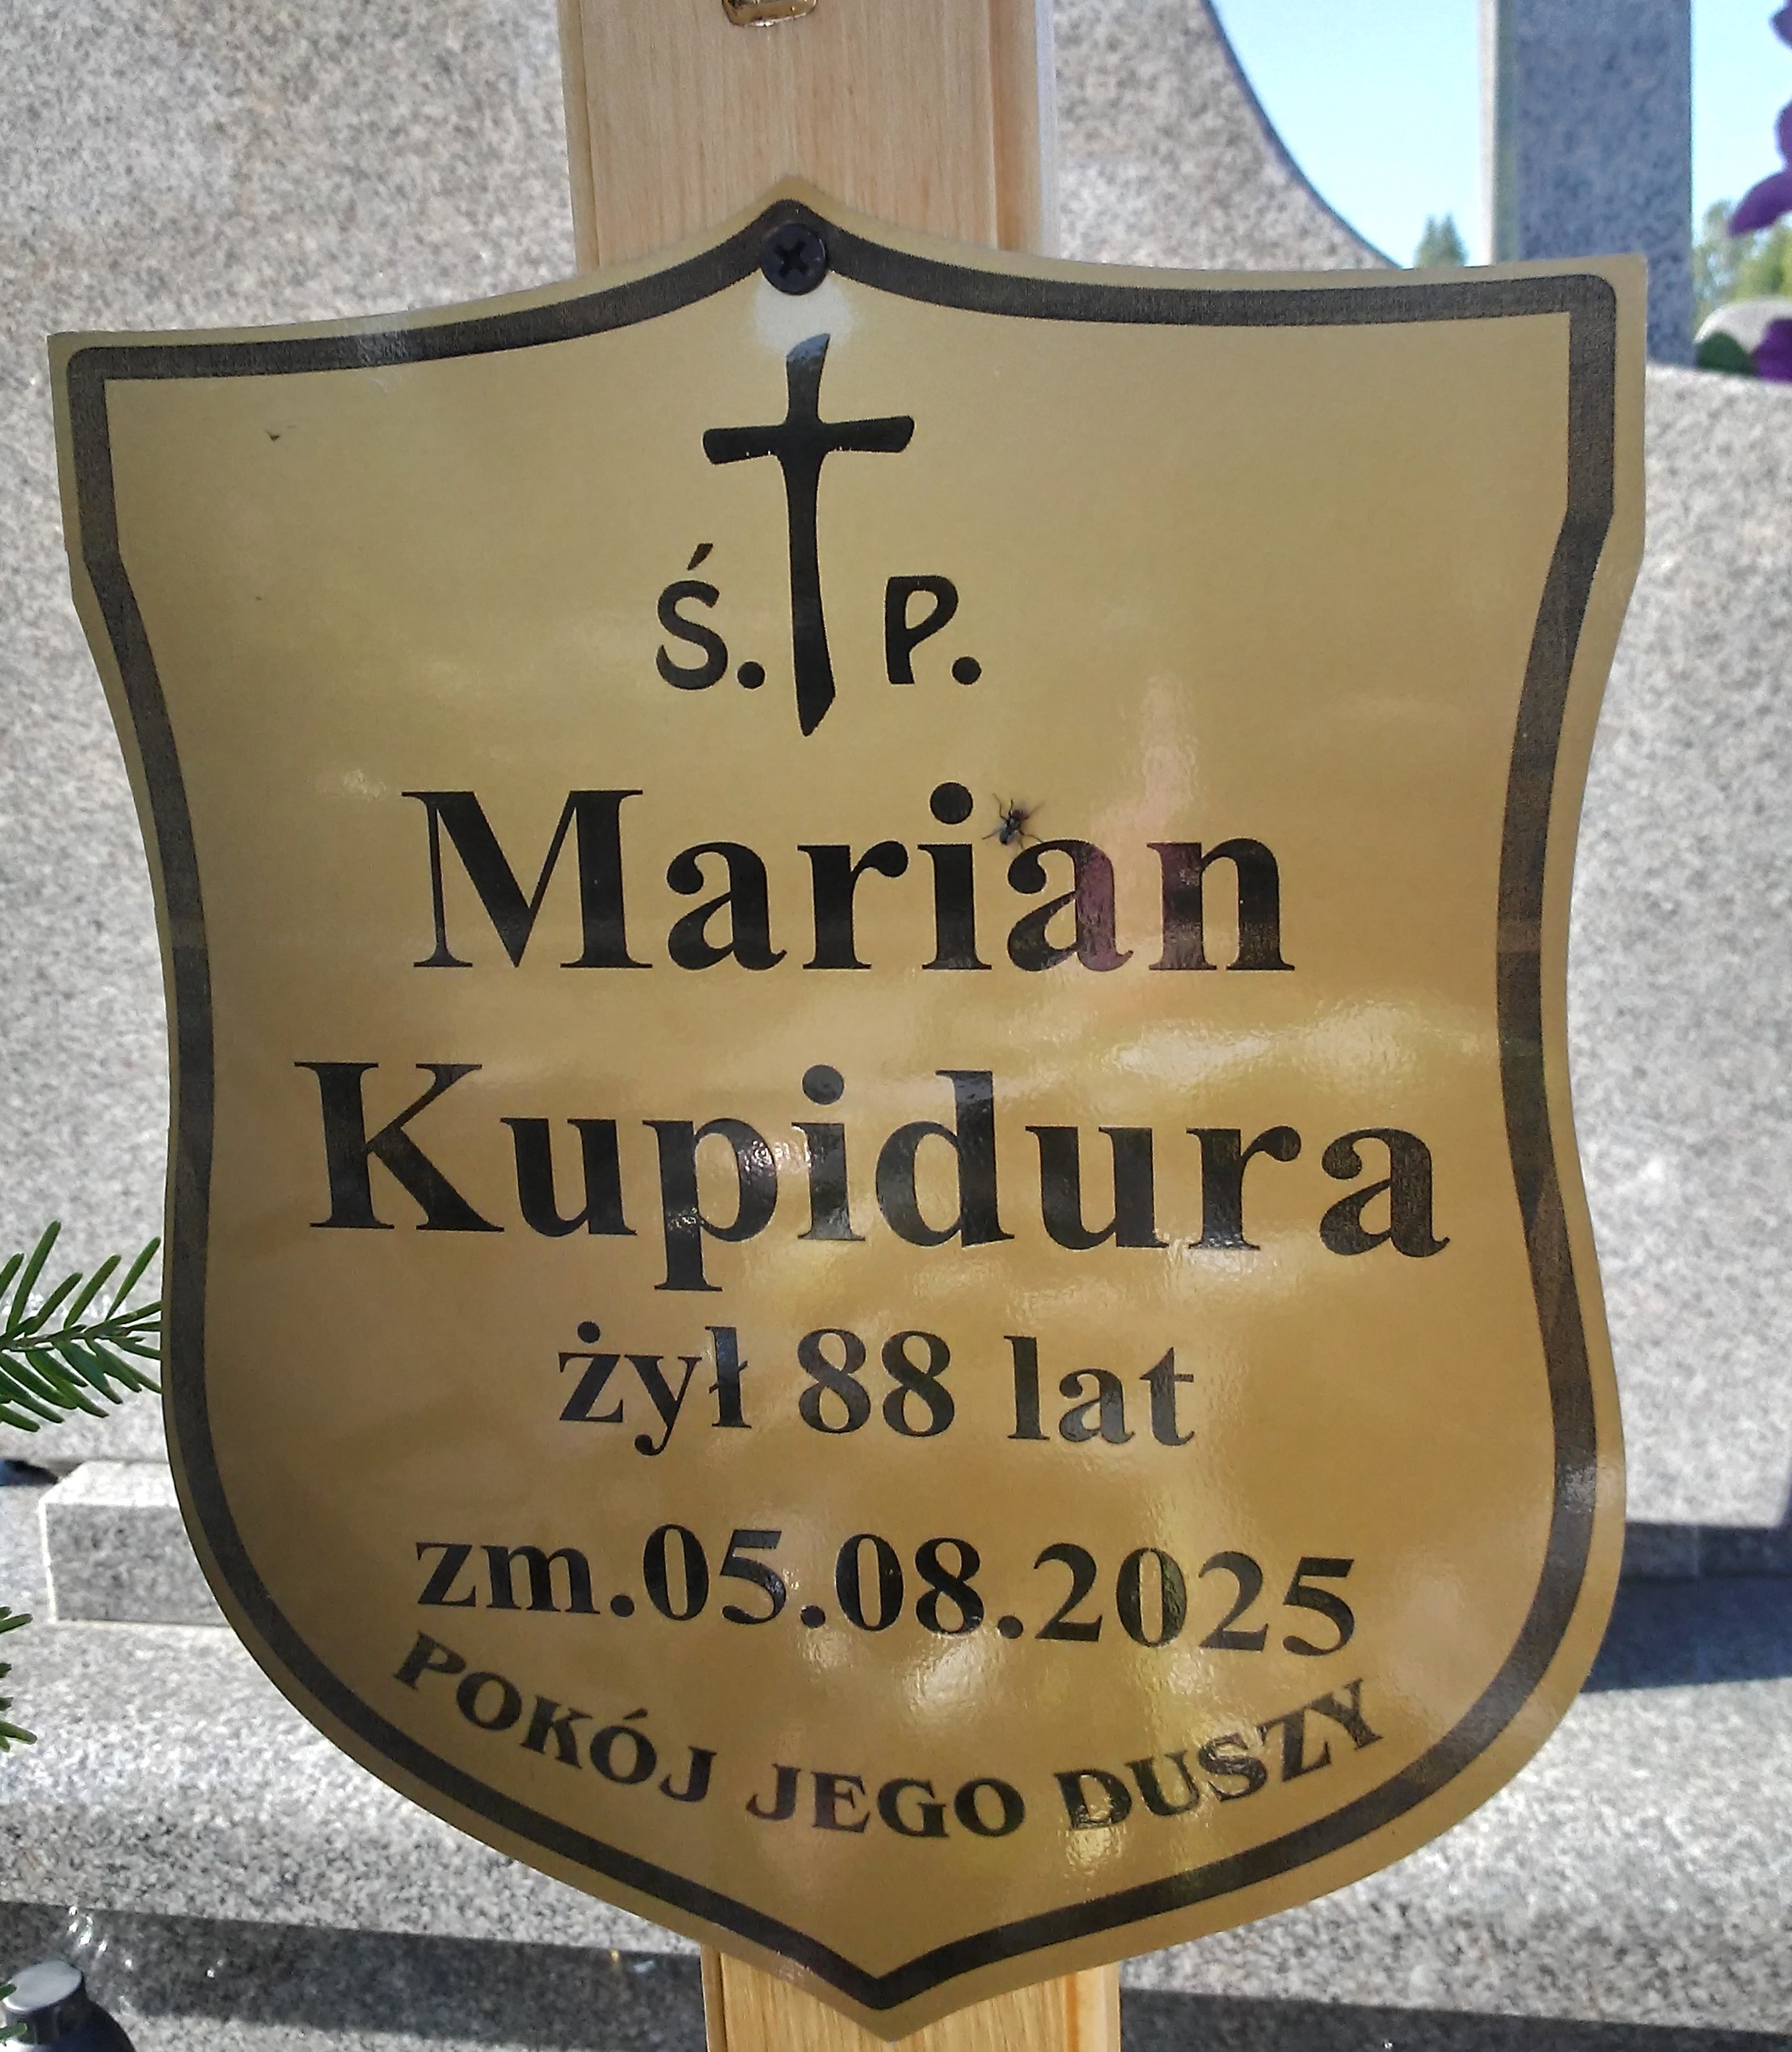 Ś. P.
Marian
Kupidura
żył 88 lat
zm.05.08.2025
POKÓJ JEGO DUSZY